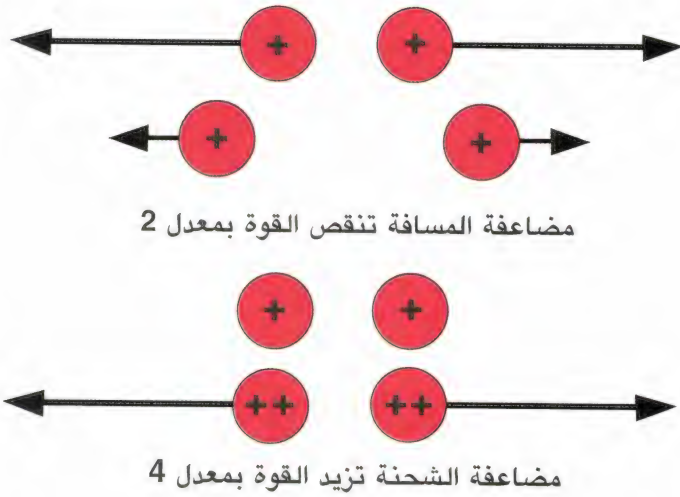 + +
+ +
مضاعفة المسافة تنقص القوة بمعدل 2
+ +
++ ++
مضاعفة الشحنة تزيد القوة بمعدل 4